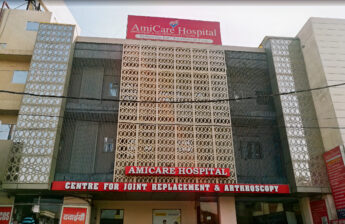 AmiCare Hospital
AMICARE HOSPITAL
CENTRE FOR JOINT REPLACEMENT & ARTHROSCOPY